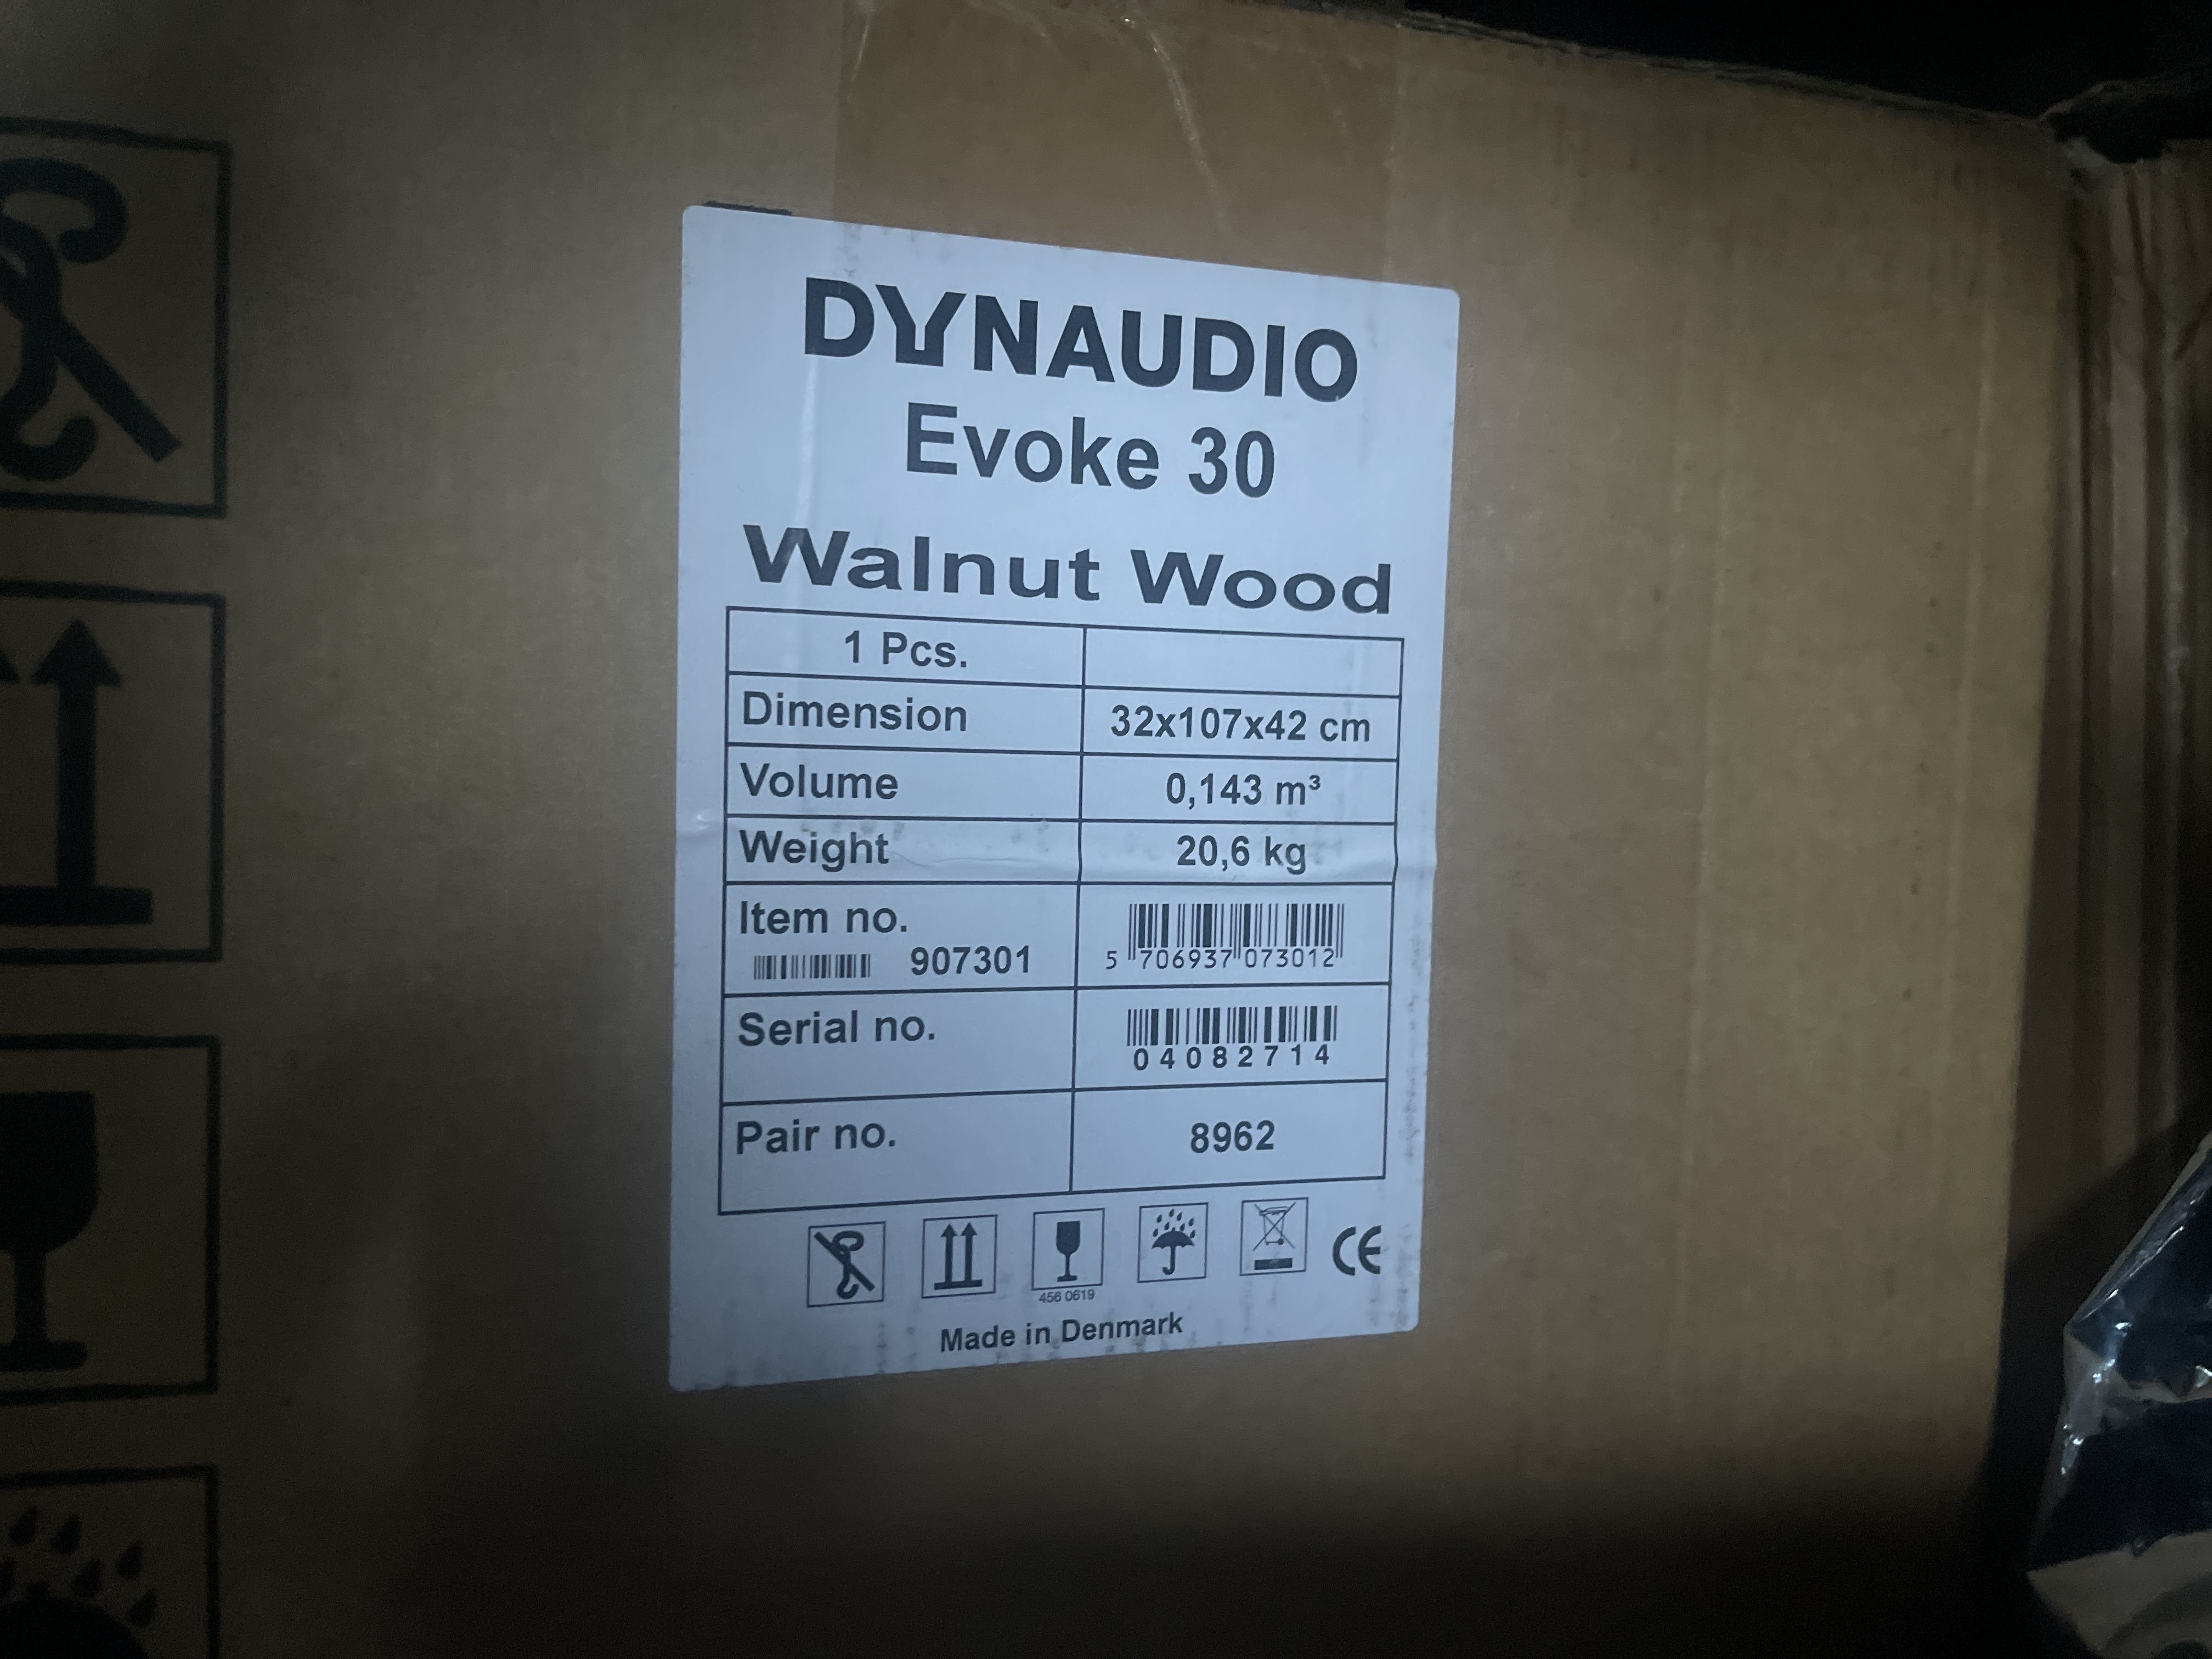 DYNAUDIO
Evoke 30
Walnut Wood
1 Pcs.
Dimension 32x107x42 cm
Volume 0,143 m³
Weight 20,6 kg
Item no.
907301 5 706937 073012
Serial no. 04082714
Pair no. 8962
CE
456 0619
Made in Denmark